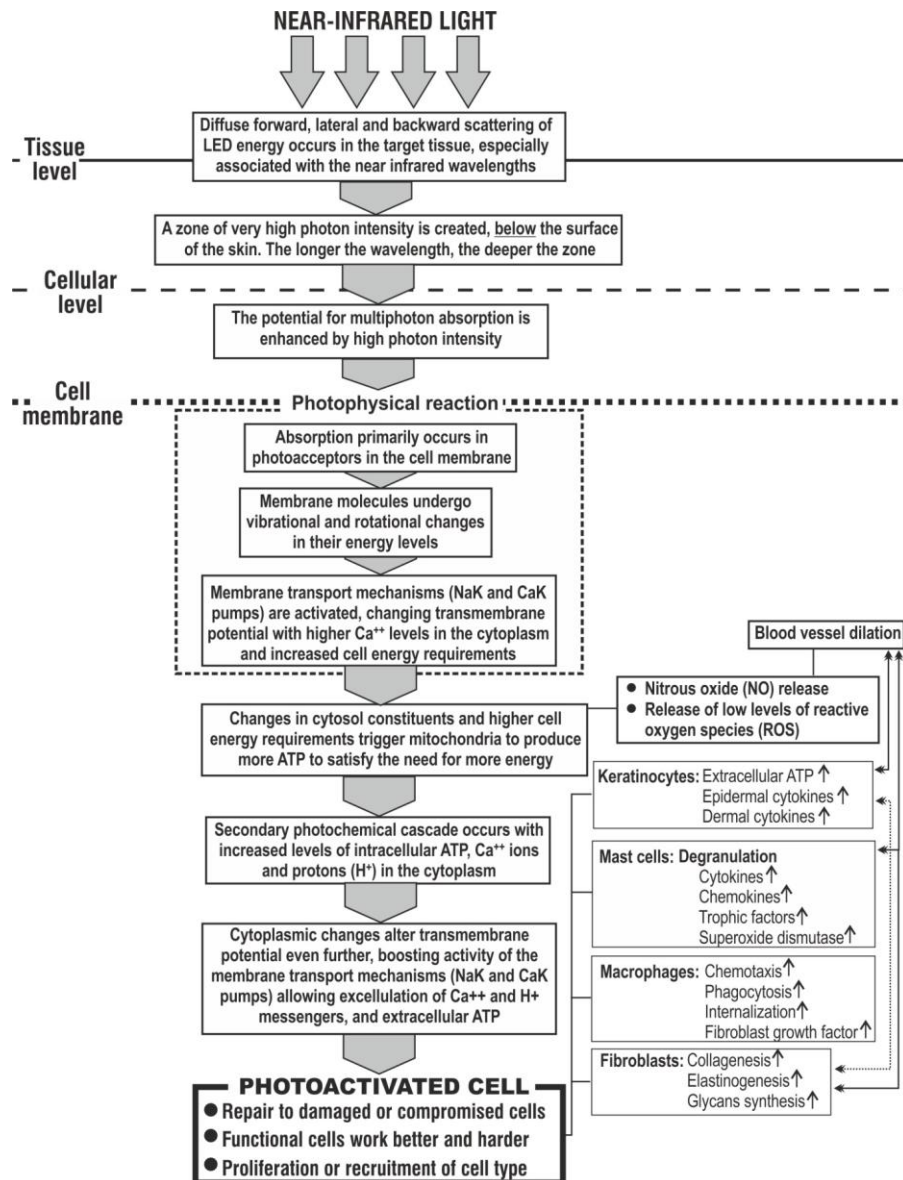 NEAR-INFRARED LIGHT
Diffuse forward, lateral and backward scattering of
LED energy occurs in the target tissue, especially
associated with the near infrared wavelengths
Tissue
level
A zone of very high photon intensity is created, below the surface
of the skin. The longer the wavelength, the deeper the zone
Cellular
level
The potential for multiphoton absorption is
enhanced by high photon intensity
Cell
membrane
Photophysical reaction
Absorption primarily occurs in
photoacceptors in the cell membrane
Membrane molecules undergo
vibrational and rotational changes
in their energy levels
Membrane transport mechanisms (NaK and CaK
pumps) are activated, changing transmembrane
potential with higher Ca⁺⁺ levels in the cytoplasm
and increased cell energy requirements
Changes in cytosol constituents and higher cell
energy requirements trigger mitochondria to produce
more ATP to satisfy the need for more energy
Secondary photochemical cascade occurs with
increased levels of intracellular ATP, Ca⁺⁺ ions
and protons (H⁺) in the cytoplasm
Cytoplasmic changes alter transmembrane
potential even further, boosting activity of the
membrane transport mechanisms (NaK and CaK
pumps) allowing excellulation of Ca++ and H+
messengers, and extracellular ATP
PHOTOACTIVATED CELL
● Repair to damaged or compromised cells
● Functional cells work better and harder
● Proliferation or recruitment of cell type
Blood vessel dilation
● Nitrous oxide (NO) release
● Release of low levels of reactive
oxygen species (ROS)
Keratinocytes: Extracellular ATP ↑
Epidermal cytokines ↑
Dermal cytokines ↑
Mast cells: Degranulation
Cytokines ↑
Chemokines ↑
Trophic factors ↑
Superoxide dismutase ↑
Macrophages: Chemotaxis ↑
Phagocytosis ↑
Internalization ↑
Fibroblast growth factor ↑
Fibroblasts: Collagenesis ↑
Elastinogenesis ↑
Glycans synthesis ↑